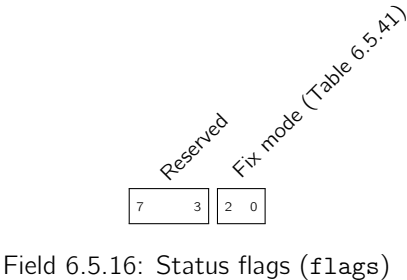 Reserved
Fix mode (Table 6.5.41)
7 3 2 0
Field 6.5.16: Status flags (flags)